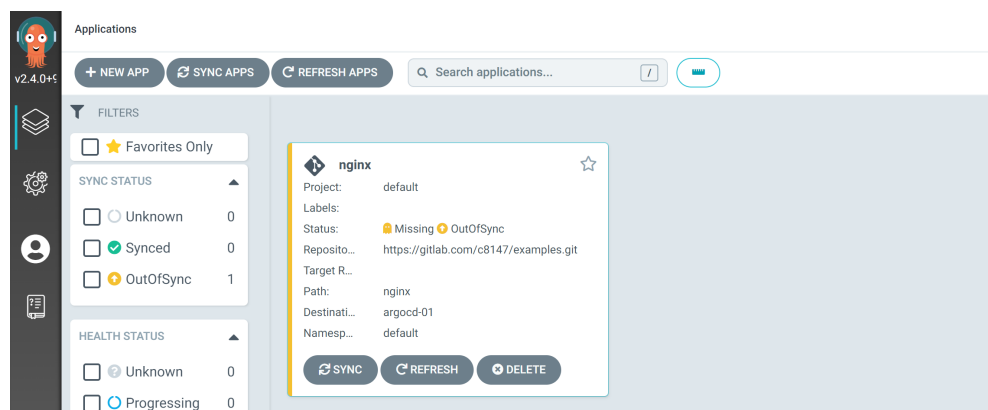 Applications
v2.4.0+9
+ NEW APP
SYNC APPS
REFRESH APPS
Search applications...
/
FILTERS
Favorites Only
SYNC STATUS
Unknown 0
Synced 0
OutOfSync 1
HEALTH STATUS
Unknown 0
Progressing 0
nginx
Project: default
Labels:
Status: Missing OutOfSync
Reposito... https://gitlab.com/c8147/examples.git
Target R...
Path: nginx
Destinati... argocd-01
Namesp... default
SYNC
REFRESH
DELETE